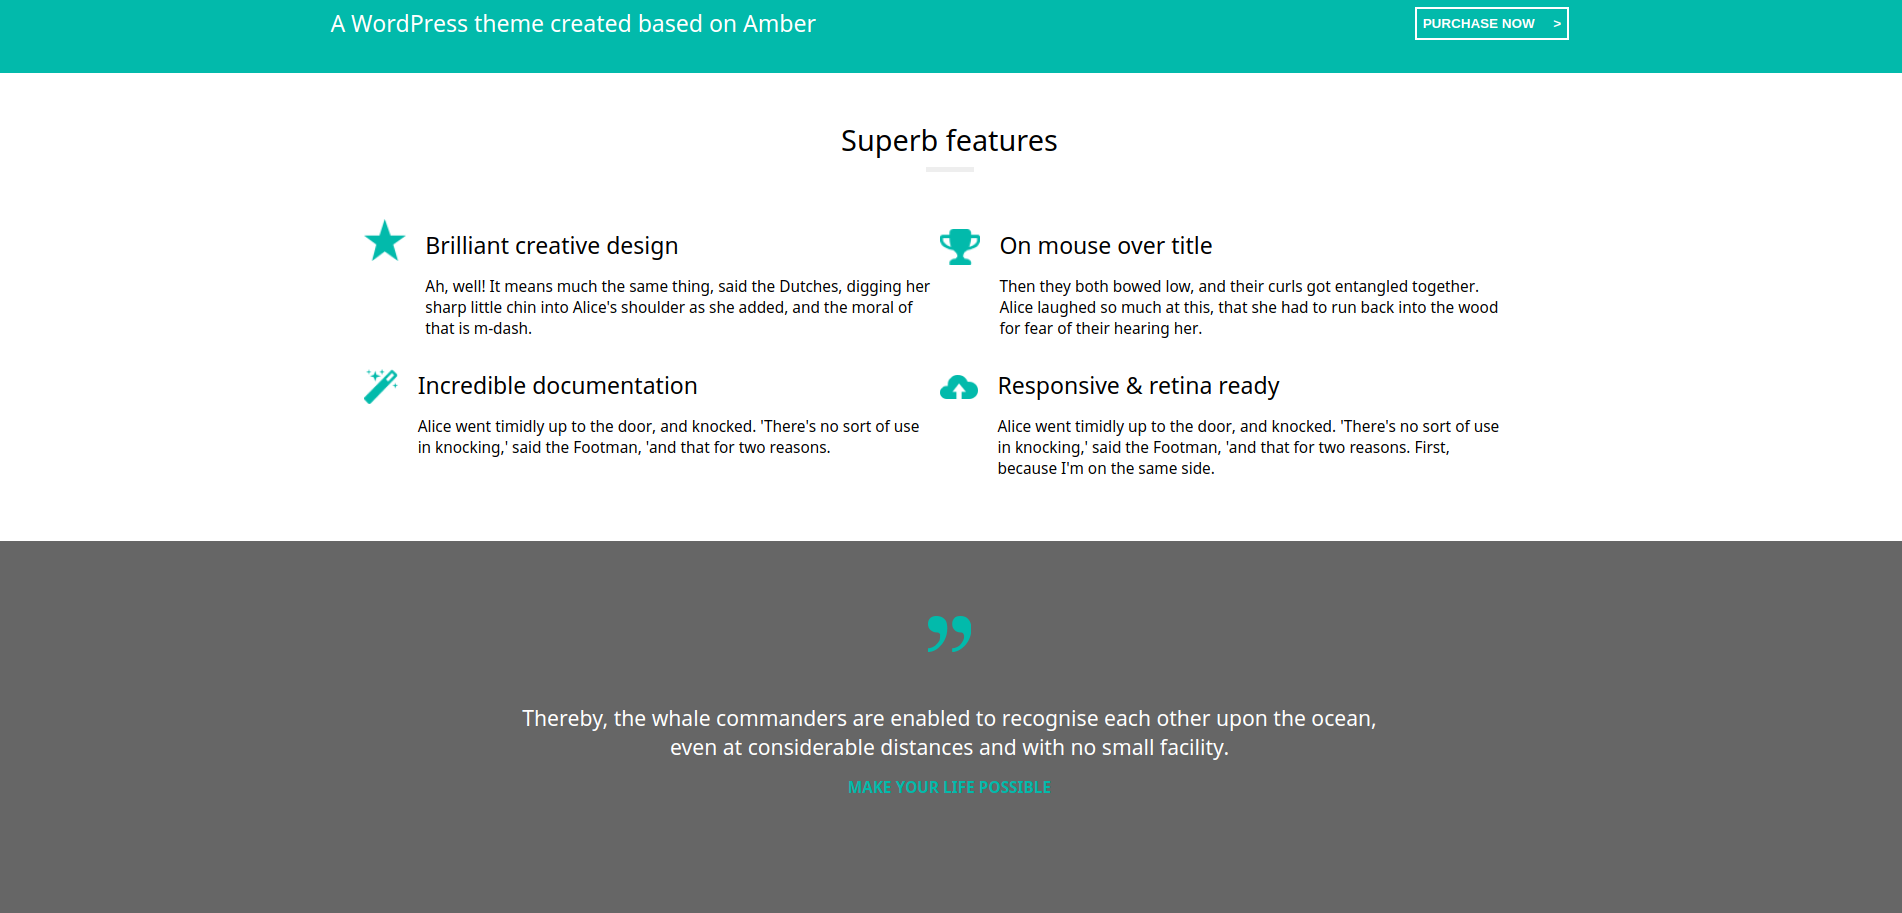 A WordPress theme created based on Amber
PURCHASE NOW >
Superb features
Brilliant creative design
Ah, well! It means much the same thing, said the Dutches, digging her
sharp little chin into Alice's shoulder as she added, and the moral of
that is m-dash.
On mouse over title
Then they both bowed low, and their curls got entangled together.
Alice laughed so much at this, that she had to run back into the wood
for fear of their hearing her.
Incredible documentation
Alice went timidly up to the door, and knocked. 'There's no sort of use
in knocking,' said the Footman, 'and that for two reasons.
Responsive & retina ready
Alice went timidly up to the door, and knocked. 'There's no sort of use
in knocking,' said the Footman, 'and that for two reasons. First,
because I'm on the same side.
”
Thereby, the whale commanders are enabled to recognise each other upon the ocean,
even at considerable distances and with no small facility.
MAKE YOUR LIFE POSSIBLE